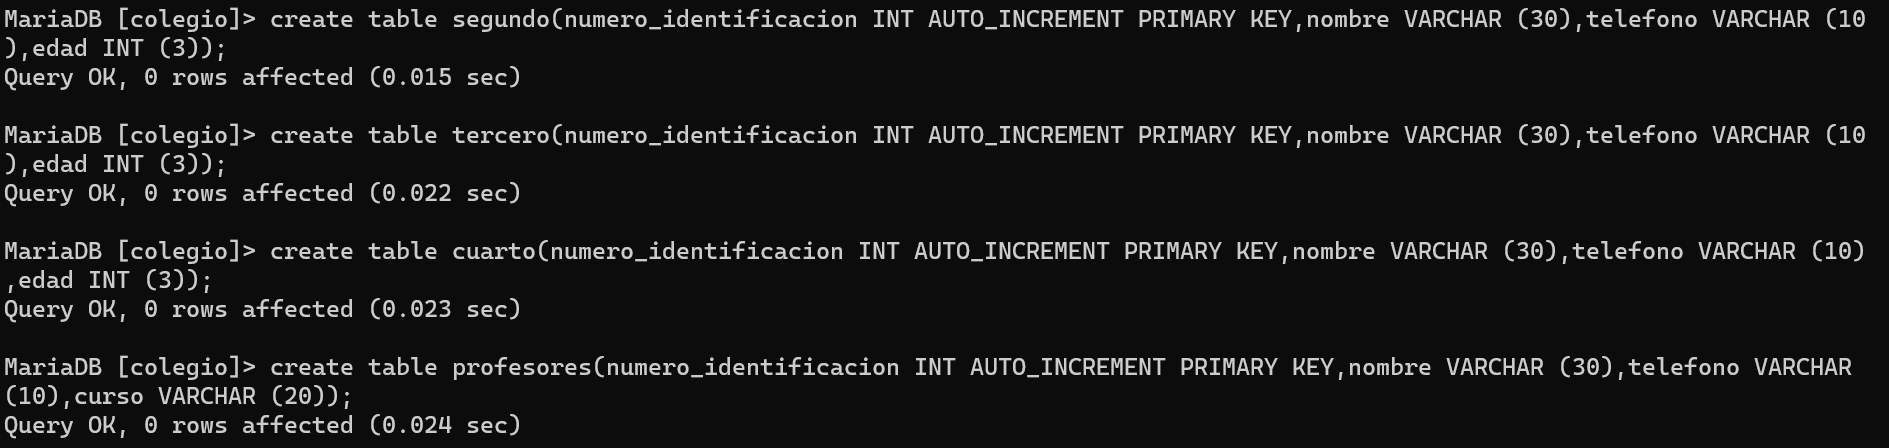 MariaDB [colegio]> create table segundo(numero_identificacion INT AUTO_INCREMENT PRIMARY KEY,nombre VARCHAR (30),telefono VARCHAR (10
),edad INT (3));
Query OK, 0 rows affected (0.015 sec)
MariaDB [colegio]> create table tercero(numero_identificacion INT AUTO_INCREMENT PRIMARY KEY,nombre VARCHAR (30),telefono VARCHAR (10
),edad INT (3));
Query OK, 0 rows affected (0.022 sec)
MariaDB [colegio]> create table cuarto(numero_identificacion INT AUTO_INCREMENT PRIMARY KEY,nombre VARCHAR (30),telefono VARCHAR (10)
,edad INT (3));
Query OK, 0 rows affected (0.023 sec)
MariaDB [colegio]> create table profesores(numero_identificacion INT AUTO_INCREMENT PRIMARY KEY,nombre VARCHAR (30),telefono VARCHAR
(10),curso VARCHAR (20));
Query OK, 0 rows affected (0.024 sec)